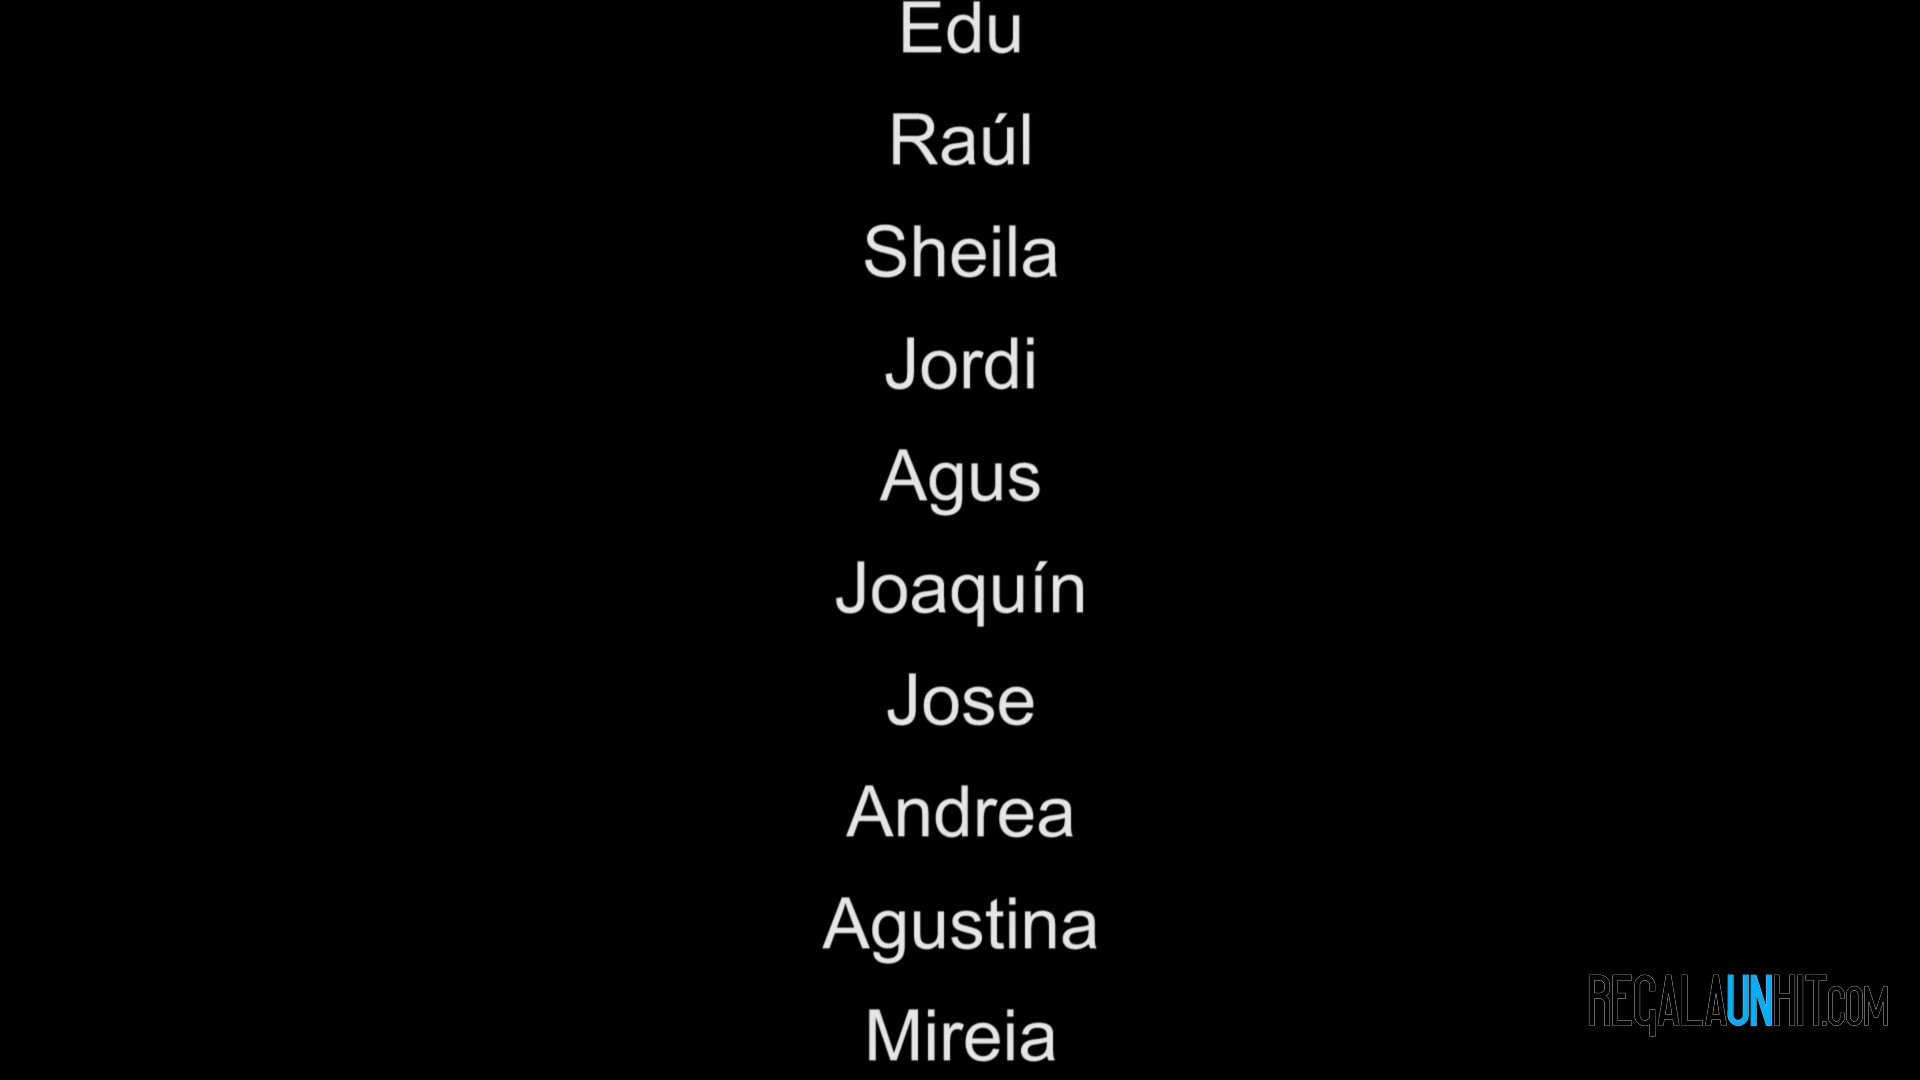 Edu
Raúl
Sheila
Jordi
Agus
Joaquín
Jose
Andrea
Agustina
Mireia
REGALAUNHIT.COM